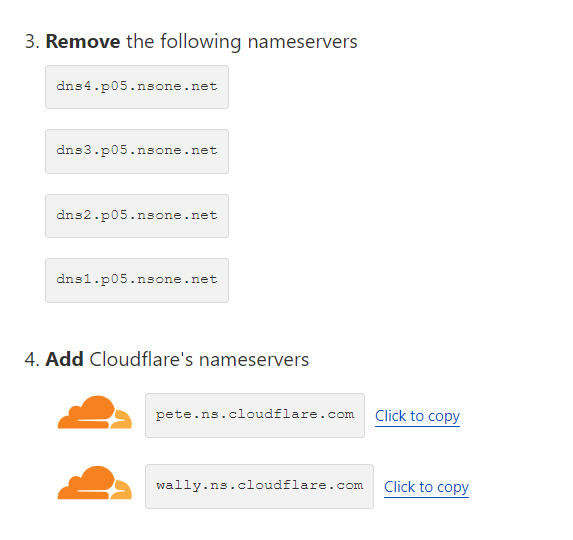 3. Remove the following nameservers
dns4.p05.nsone.net
dns3.p05.nsone.net
dns2.p05.nsone.net
dns1.p05.nsone.net
4. Add Cloudflare's nameservers
pete.ns.cloudflare.com Click to copy
wally.ns.cloudflare.com Click to copy